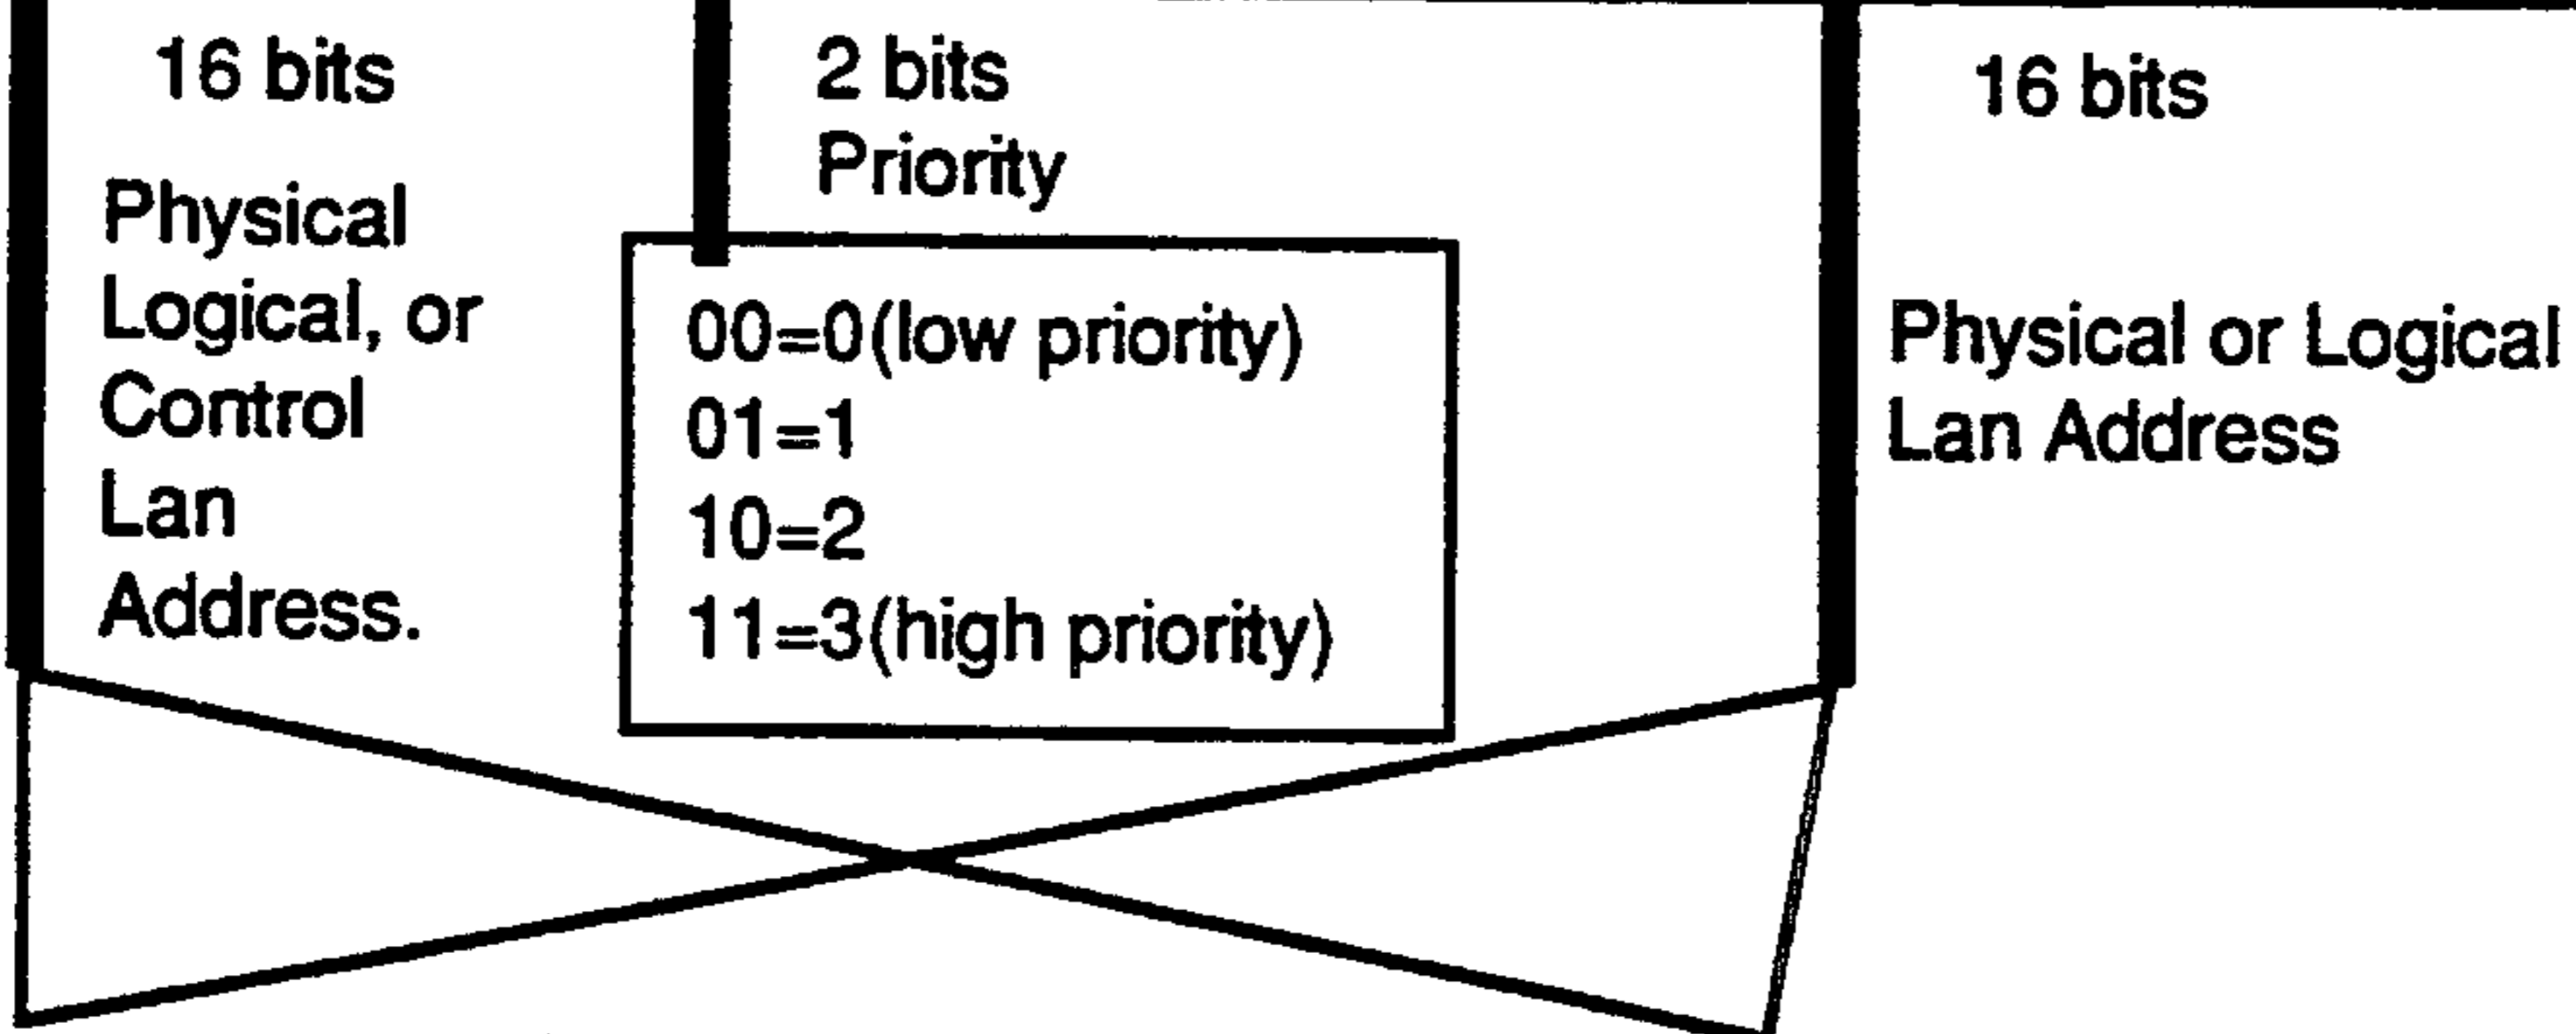 16 bits
Physical
Logical, or
Control
Lan
Address.
2 bits
Priority
00=0(low priority)
01=1
10=2
11=3(high priority)
16 bits
Physical or Logical
Lan Address